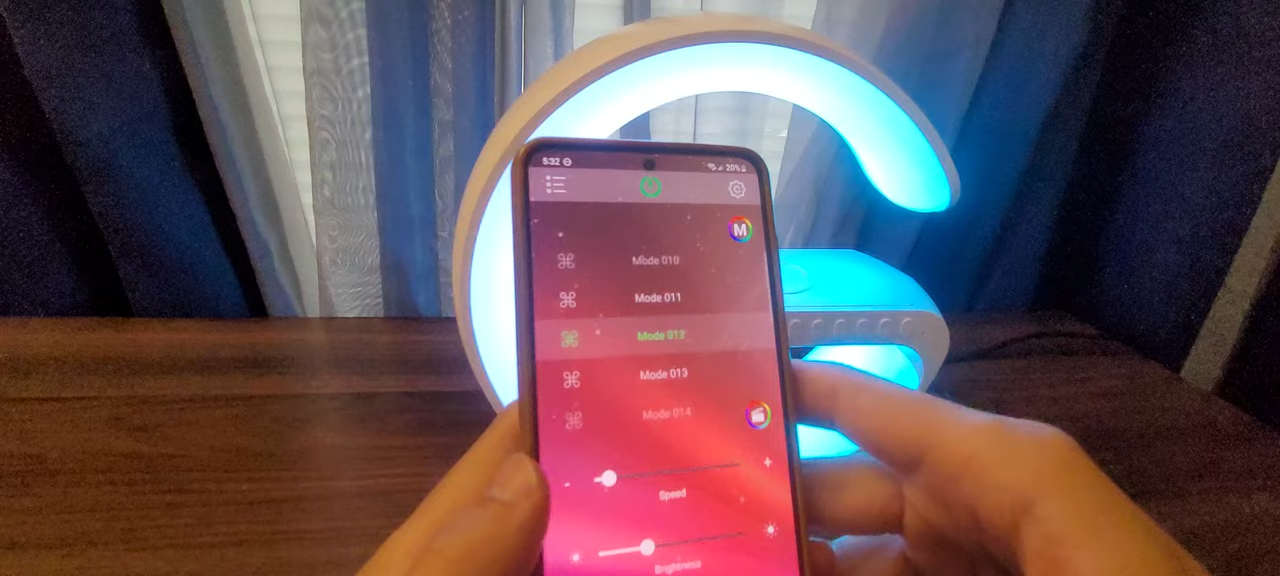 5:32 20%
M
Mode 010
Mode 011
Mode 012
Mode 013
Mode 014
- +
Speed
Brightness